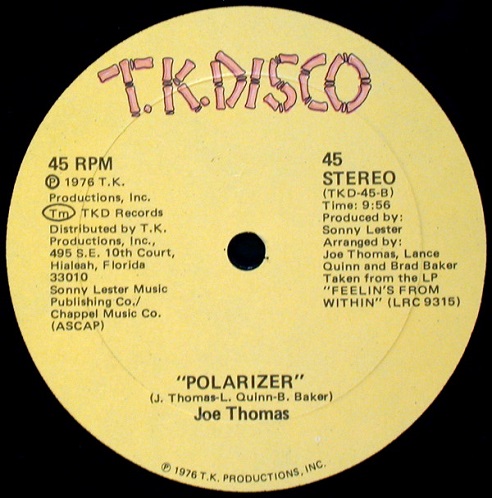 T.K. DISCO
45 RPM
Ⓟ 1976 T.K.
Productions, Inc.
Tm TKD Records
Distributed by T.K.
Productions, Inc.,
495 S.E. 10th Court,
Hialeah, Florida
33010
Sonny Lester Music
Publishing Co./
Chappel Music Co.
(ASCAP)
45
STEREO
(TKD-45-B)
Time: 9:56
Produced by:
Sonny Lester
Arranged by:
Joe Thomas, Lance
Quinn and Brad Baker
Taken from the LP
"FEELIN'S FROM
WITHIN" (LRC 9315)
"POLARIZER"
(J. Thomas-L. Quinn-B. Baker)
Joe Thomas
Ⓟ 1976 T.K. PRODUCTIONS, INC.